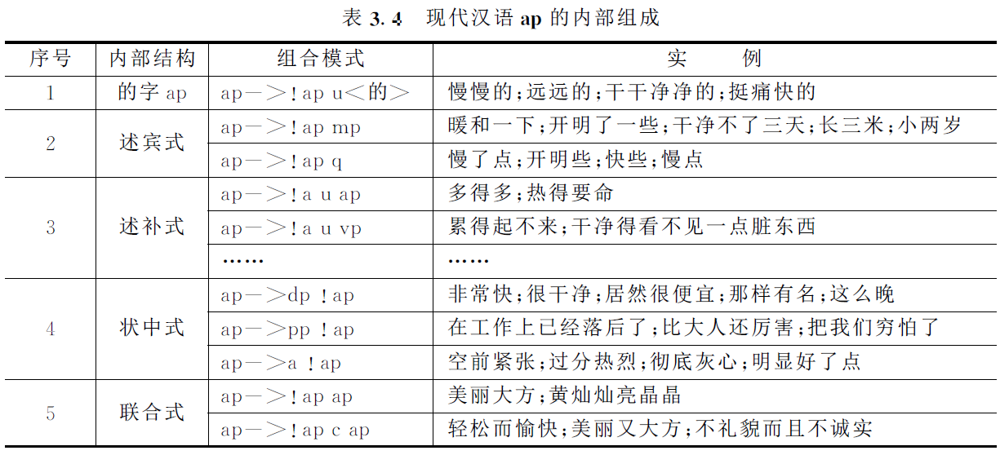 表 3. 4 现代汉语 ap 的内部组成
序号 内部结构 组合模式 实 例
1 的字 ap ap—>!ap u<的> 慢慢的;远远的;干干净净的;挺痛快的
2 述宾式 ap—>!ap mp 暖和一下;开明了一些;干净不了三天;长三米;小两岁
ap—>!ap q 慢了点;开明些;快些;慢点
3 述补式 ap—>!a u ap 多得多;热得要命
ap—>!a u vp 累得起不来;干净得看不见一点脏东西
…… ……
4 状中式 ap—>dp !ap 非常快;很干净;居然很便宜;那样有名;这么晚
ap—>pp !ap 在工作上已经落后了;比大人还厉害;把我们穷怕了
ap—>a !ap 空前紧张;过分热烈;彻底灰心;明显好了点
5 联合式 ap—>!ap ap 美丽大方;黄灿灿亮晶晶
ap—>!ap c ap 轻松而愉快;美丽又大方;不礼貌而且不诚实